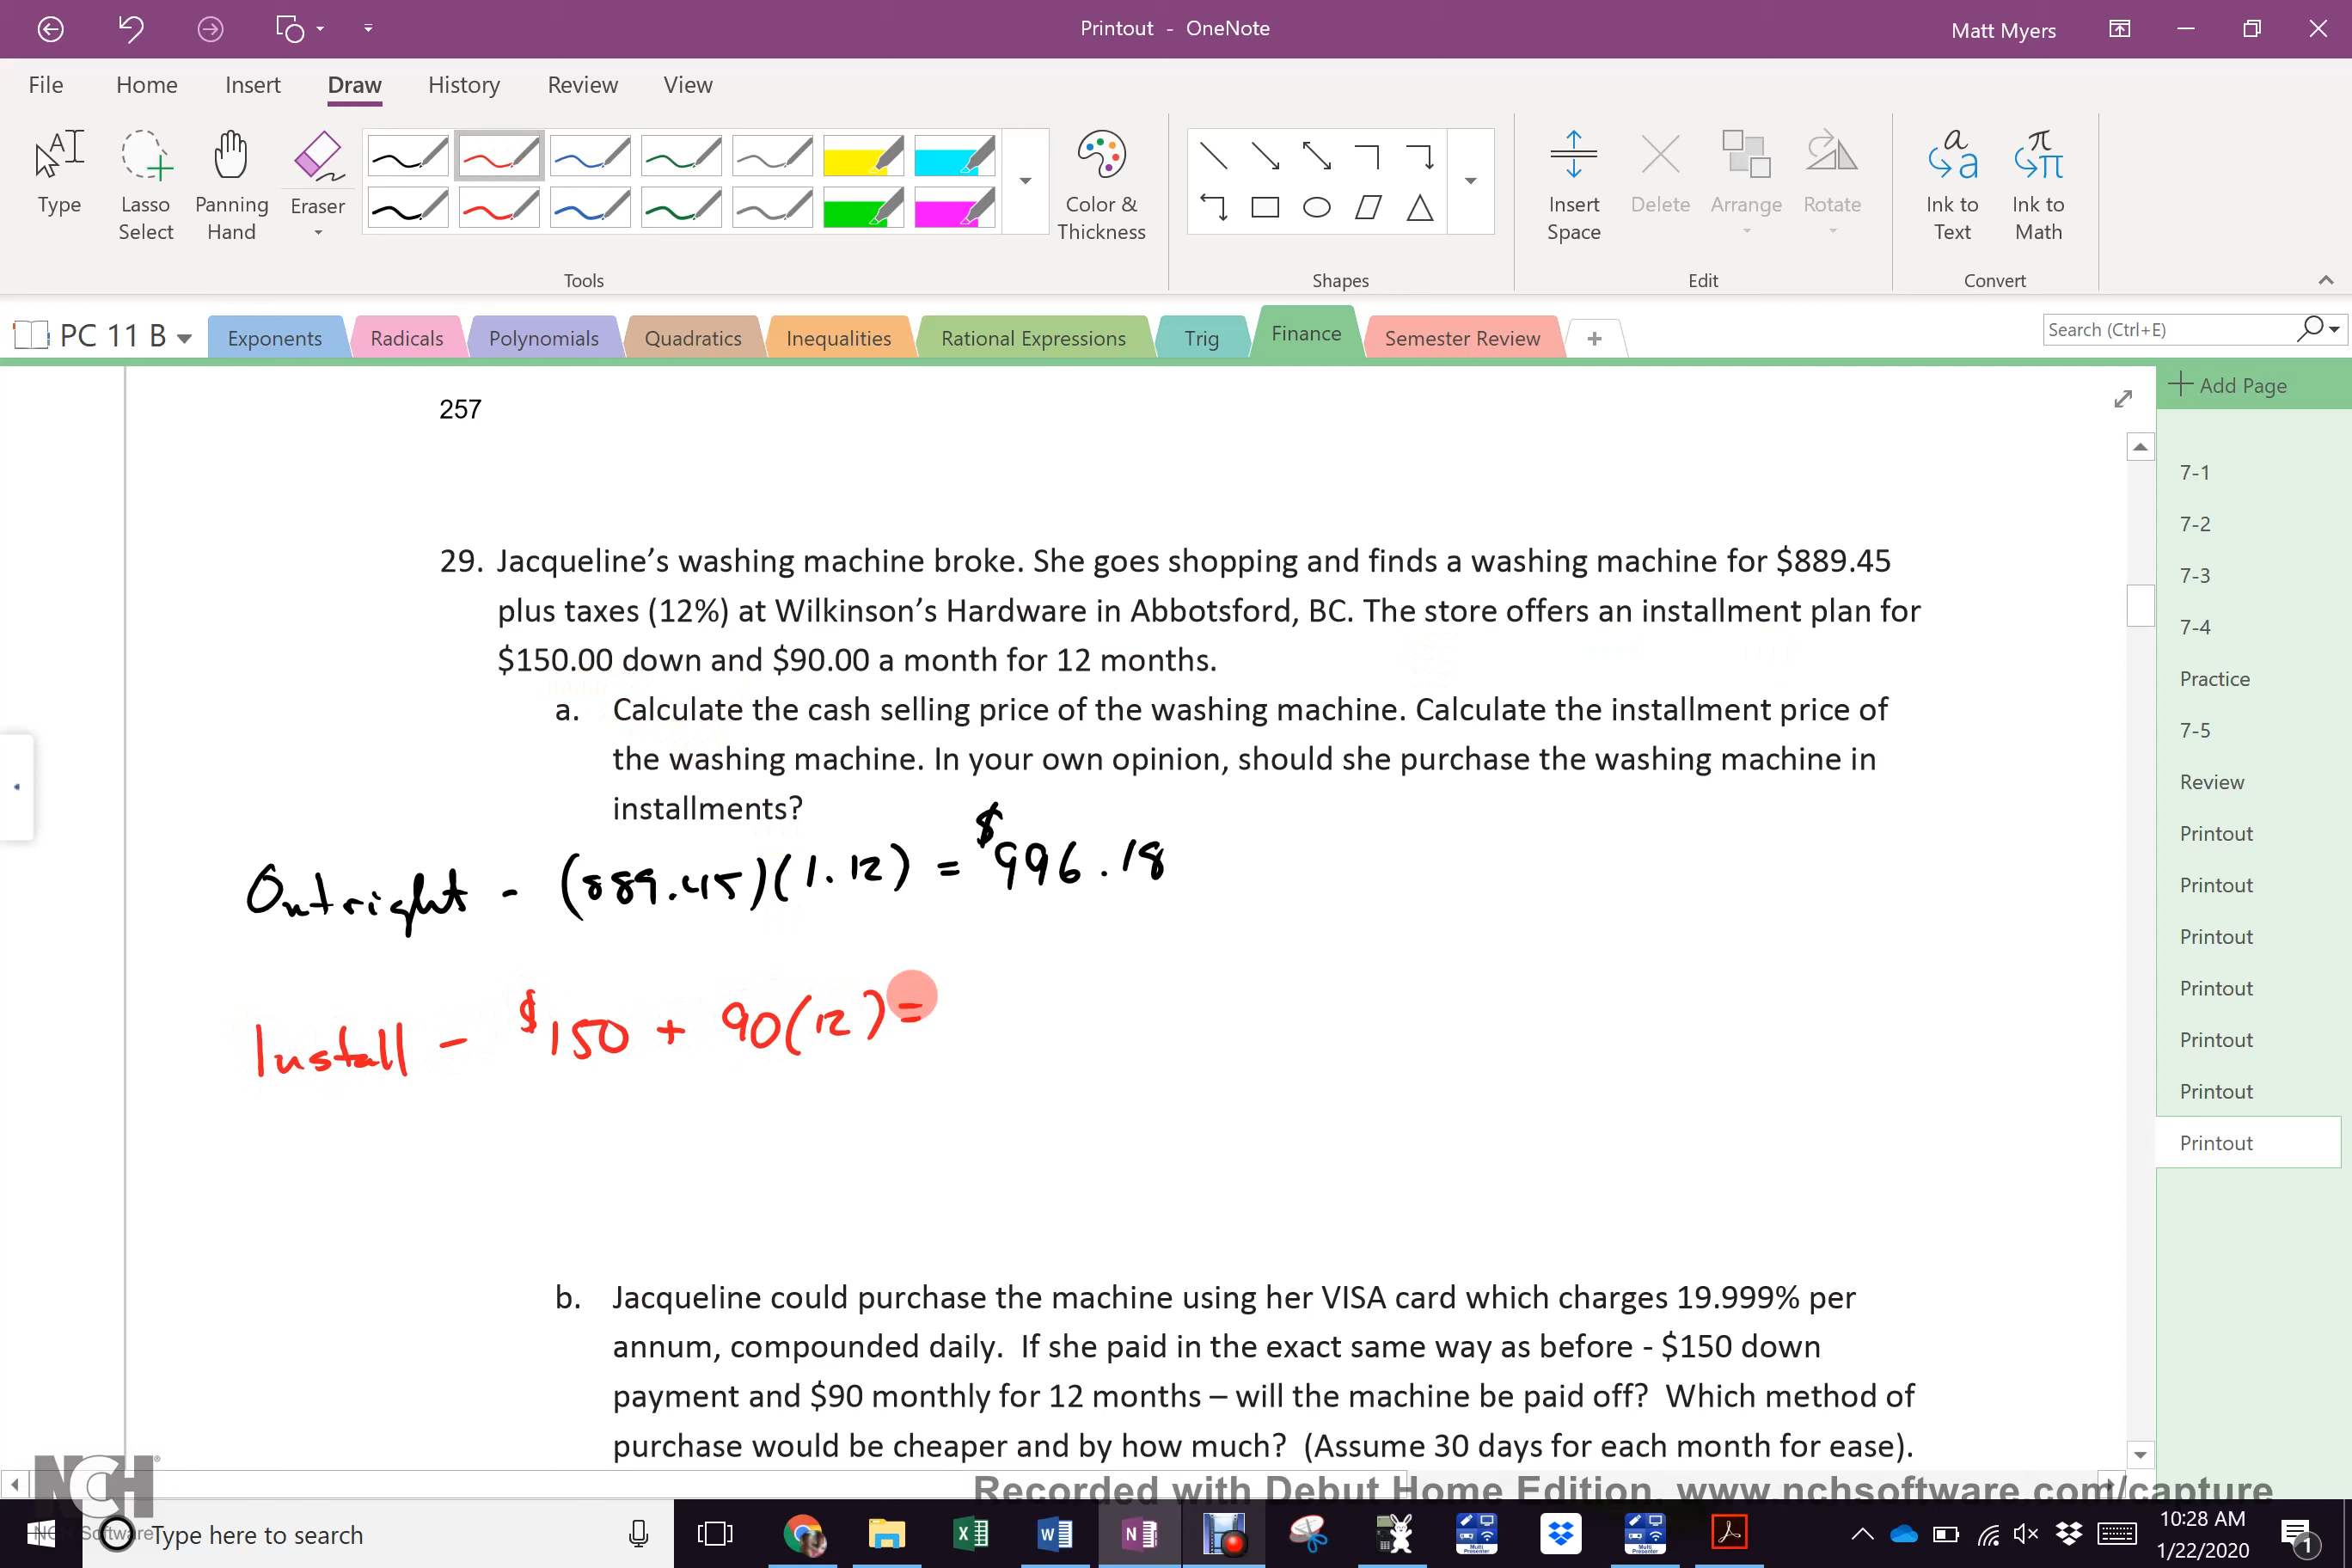 Printout - OneNote
Matt Myers
File Home Insert Draw History Review View
Type
Lasso Select
Panning Hand
Eraser
Color & Thickness
Insert Space
Delete
Arrange
Rotate
Ink to Text
Ink to Math
Tools
Shapes
Edit
Convert
PC 11 B
Exponents Radicals Polynomials Quadratics Inequalities Rational Expressions Trig Finance Semester Review
Search (Ctrl+E)
Add Page
7-1
7-2
7-3
7-4
Practice
7-5
Review
Printout
Printout
Printout
Printout
Printout
Printout
Printout
257
29. Jacqueline’s washing machine broke. She goes shopping and finds a washing machine for $889.45
plus taxes (12%) at Wilkinson’s Hardware in Abbotsford, BC. The store offers an installment plan for
$150.00 down and $90.00 a month for 12 months.
a. Calculate the cash selling price of the washing machine. Calculate the installment price of
the washing machine. In your own opinion, should she purchase the washing machine in
installments?
Outright - (889.45)(1.12) = $996.18
Install - $150 + 90(12) =
b. Jacqueline could purchase the machine using her VISA card which charges 19.999% per
annum, compounded daily. If she paid in the exact same way as before - $150 down
payment and $90 monthly for 12 months – will the machine be paid off? Which method of
purchase would be cheaper and by how much? (Assume 30 days for each month for ease).
NCH
NCH Software
Recorded with Debut Home Edition. www.nchsoftware.com/capture
Type here to search
10:28 AM
1/22/2020
1